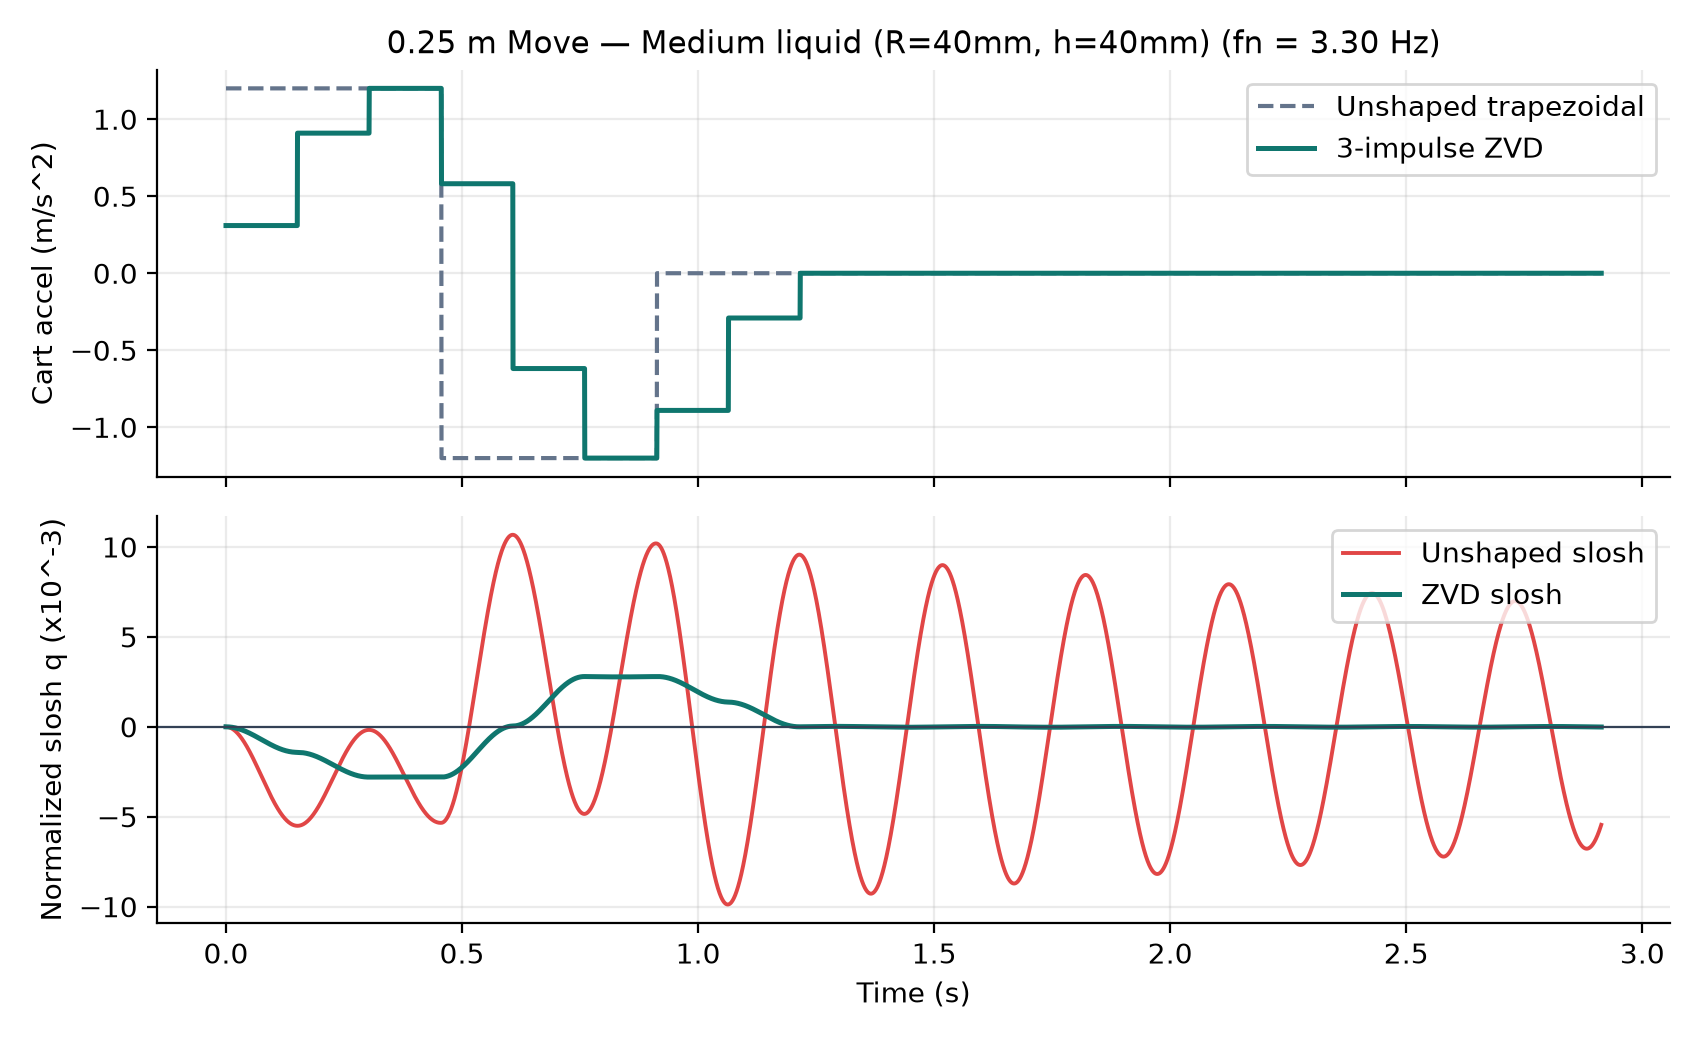 0.25 m Move — Medium liquid (R=40mm, h=40mm) (fn = 3.30 Hz)
Cart accel (m/s^2)
1.0
0.5
0.0
−0.5
−1.0
Unshaped trapezoidal
3-impulse ZVD
Normalized slosh q (x10^-3)
10
5
0
−5
−10
Unshaped slosh
ZVD slosh
0.0 0.5 1.0 1.5 2.0 2.5 3.0
Time (s)